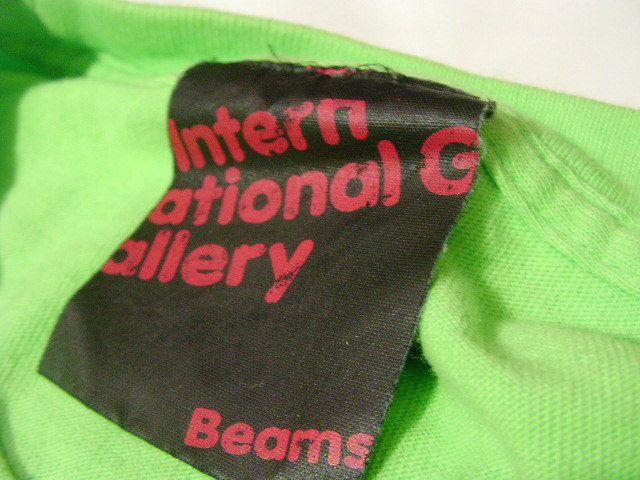 Intern
ational G
allery
Beams